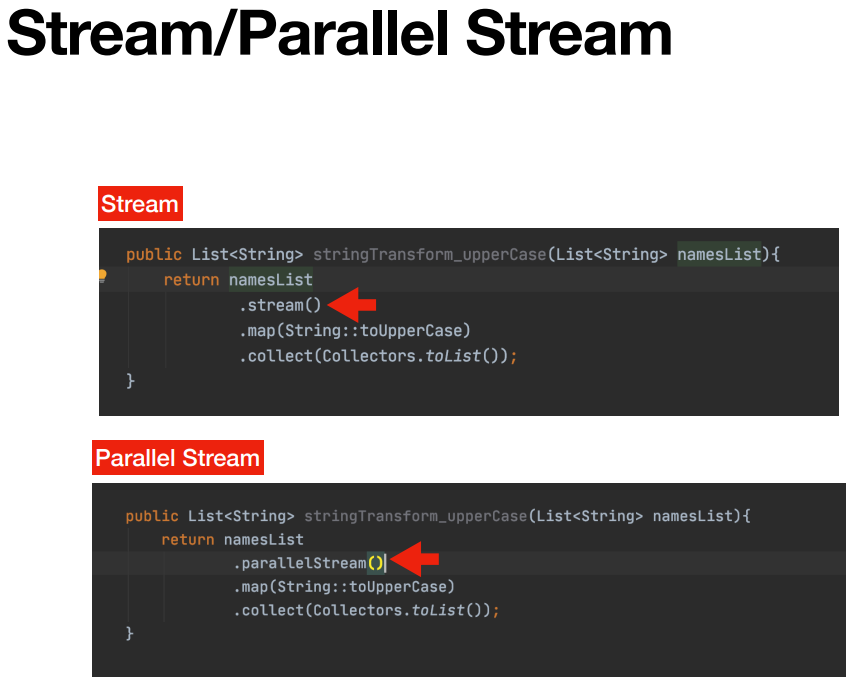 Stream/Parallel Stream
Stream
public List<String> stringTransform_upperCase(List<String> namesList){
return namesList
.stream()
.map(String::toUpperCase)
.collect(Collectors.toList());
}
Parallel Stream
public List<String> stringTransform_upperCase(List<String> namesList){
return namesList
.parallelStream()
.map(String::toUpperCase)
.collect(Collectors.toList());
}